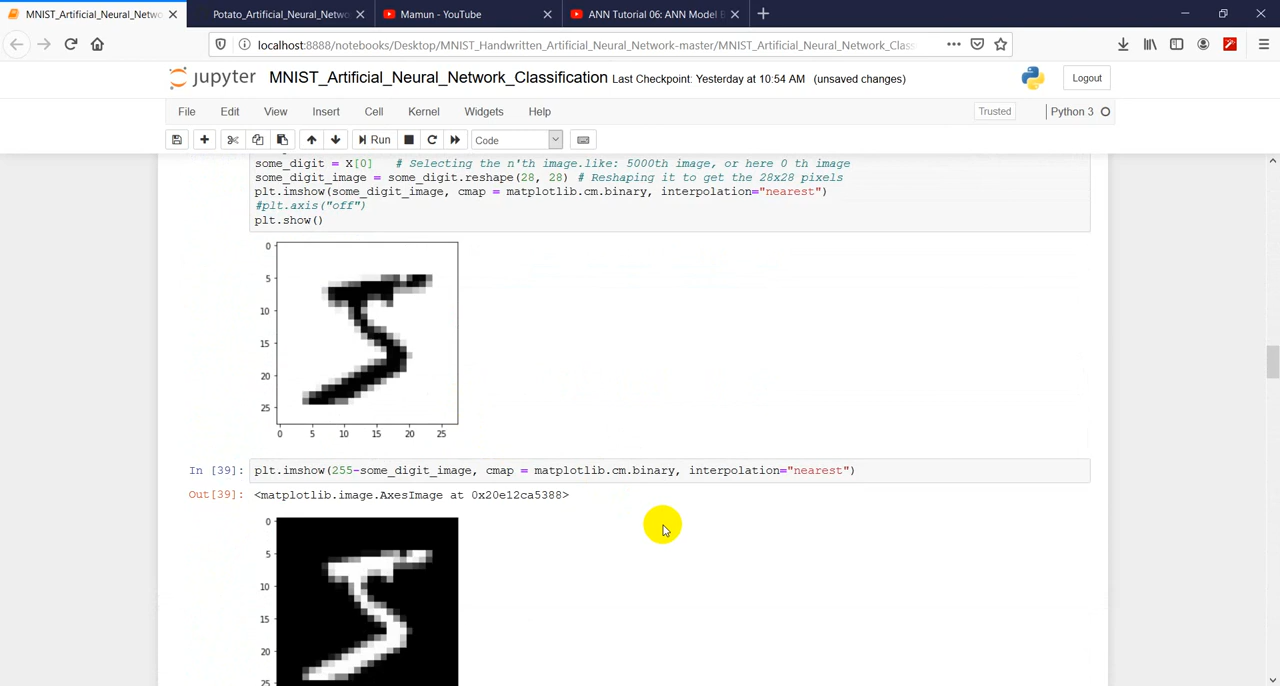 MNIST_Artificial_Neural_Netwo
Potato_Artificial_Neural_Netwo
Mamun - YouTube
ANN Tutorial 06: ANN Model
localhost:8888/notebooks/Desktop/MNIST_Handwritten_Artificial_Neural_Network-master/MNIST_Artificial_Neural_Network_Class
jupyter MNIST_Artificial_Neural_Network_Classification Last Checkpoint: Yesterday at 10:54 AM (unsaved changes)
Logout
File Edit View Insert Cell Kernel Widgets Help
Trusted
Python 3
Run
Code
some_digit = X[0] # Selecting the n'th image.like: 5000th image, or here 0 th image
some_digit_image = some_digit.reshape(28, 28) # Reshaping it to get the 28x28 pixels
plt.imshow(some_digit_image, cmap = matplotlib.cm.binary, interpolation="nearest")
#plt.axis("off")
plt.show()
0
5
10
15
20
25
0 5 10 15 20 25
In [39]: plt.imshow(255-some_digit_image, cmap = matplotlib.cm.binary, interpolation="nearest")
Out[39]: <matplotlib.image.AxesImage at 0x20e12ca5388>
0
5
10
15
20
25